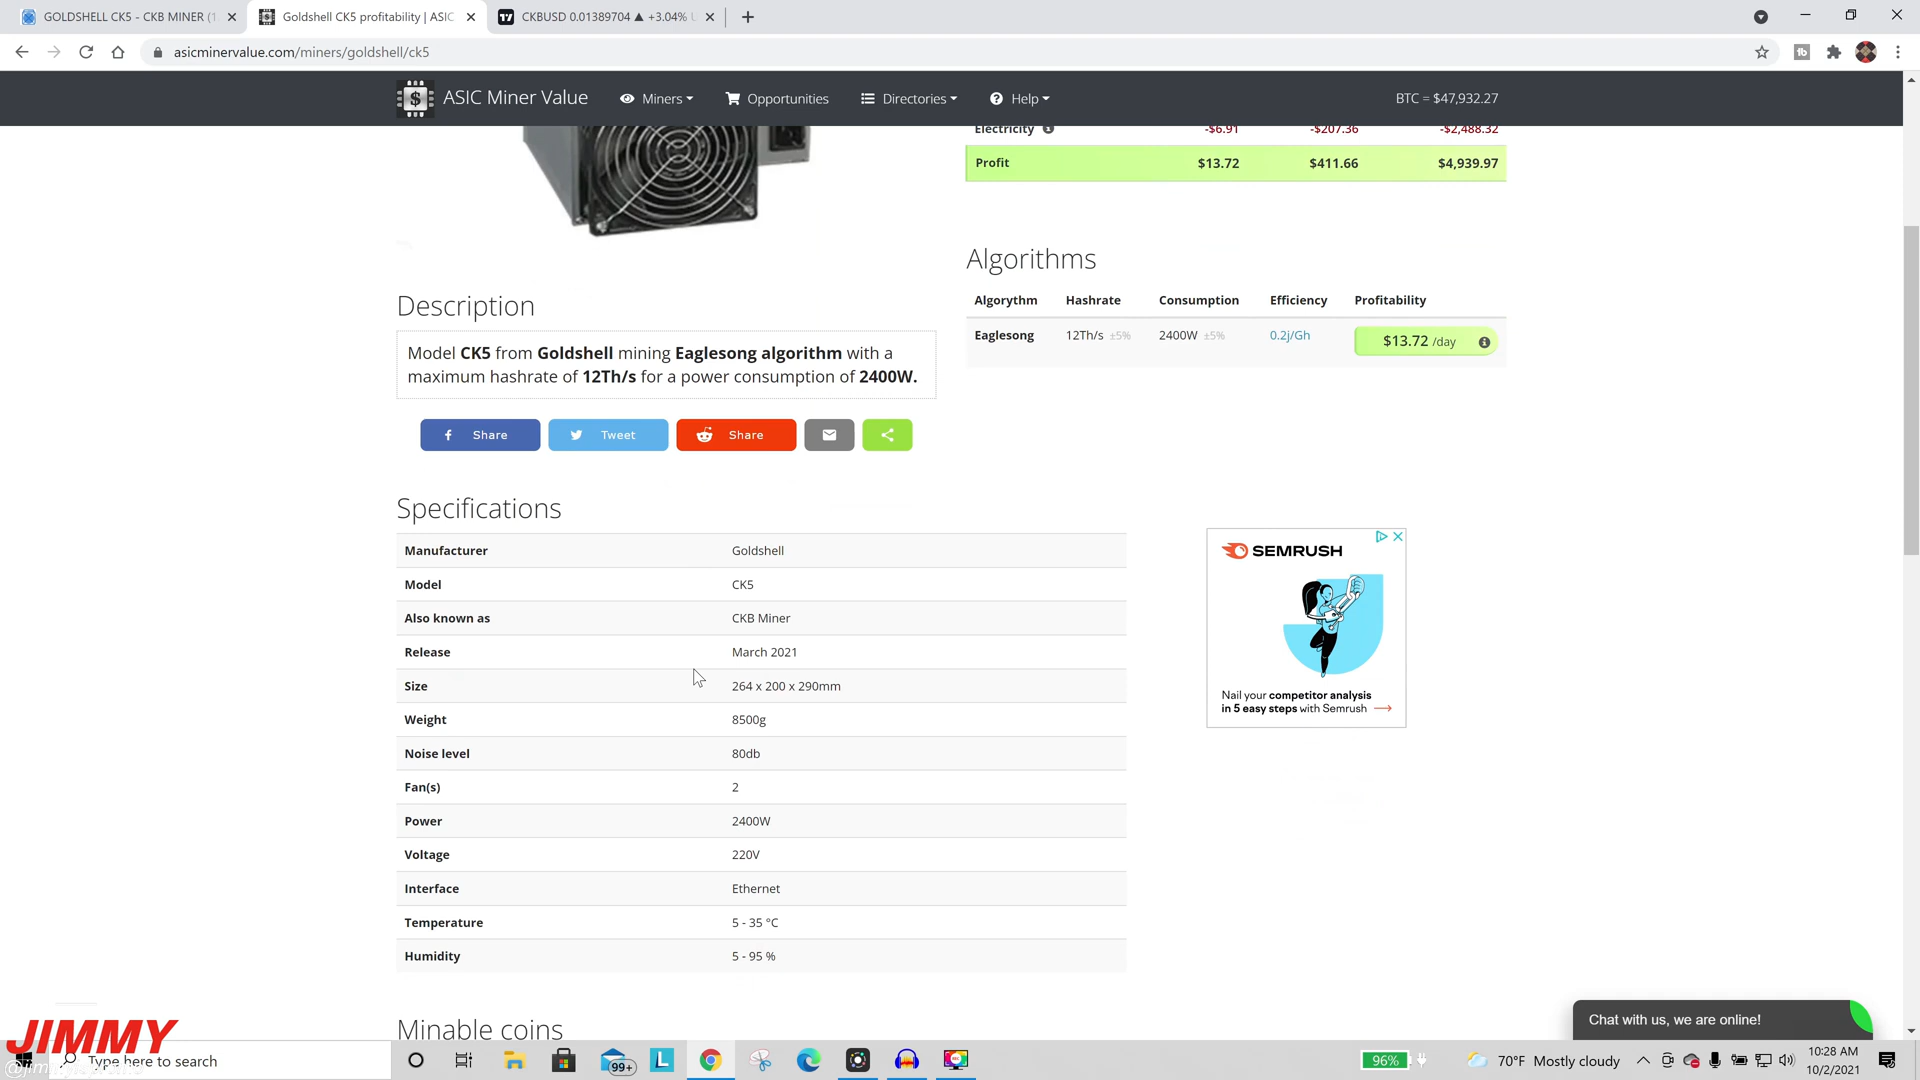 GOLDSHELL CK5 - CKB MINER (1
Goldshell CK5 profitability | ASIC
CKBUSD 0.01389704 ▲ +3.04%
asicminervalue.com/miners/goldshell/ck5
ASIC Miner Value
Miners
Opportunities
Directories
Help
BTC = $47,932.27
Electricity -$6.91 -$207.36 -$2,488.32
Profit $13.72 $411.66 $4,939.97
Algorithms
Algorythm Hashrate Consumption Efficiency Profitability
Eaglesong 12Th/s ±5% 2400W ±5% 0.2j/Gh $13.72 /day
Description
Model CK5 from Goldshell mining Eaglesong algorithm with a
maximum hashrate of 12Th/s for a power consumption of 2400W.
Share Tweet Share
Specifications
Manufacturer Goldshell
Model CK5
Also known as CKB Miner
Release March 2021
Size 264 x 200 x 290mm
Weight 8500g
Noise level 80db
Fan(s) 2
Power 2400W
Voltage 220V
Interface Ethernet
Temperature 5 - 35 °C
Humidity 5 - 95 %
SEMRUSH
Nail your competitor analysis
in 5 easy steps with Semrush
Minable coins
Chat with us, we are online!
JIMMY
Type here to search
99+
L
96%
70°F Mostly cloudy
10:28 AM
10/2/2021